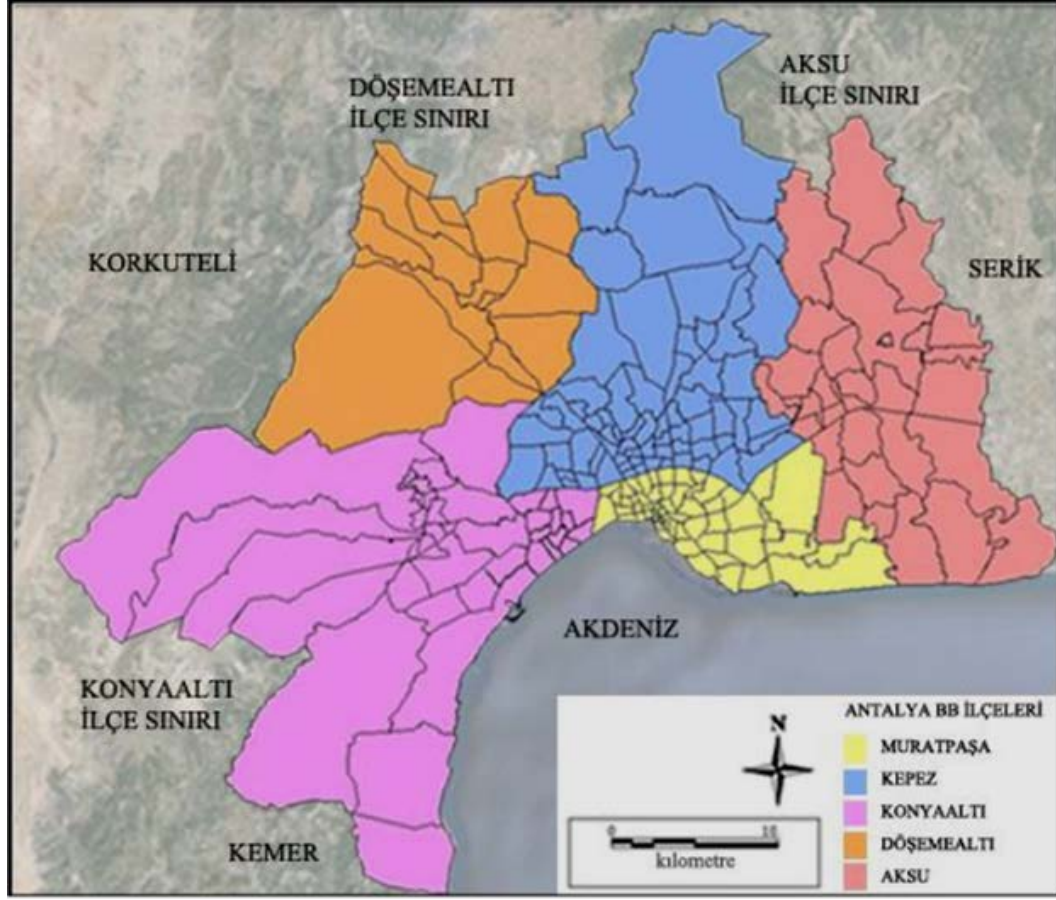 DÖŞEMEALTI
İLÇE SINIRI
AKSU
İLÇE SINIRI
KORKUTELİ
SERİK
AKDENİZ
KONYAALTI
İLÇE SINIRI
KEMER
ANTALYA BB İLÇELERİ
N
MURATPAŞA
KEPEZ
KONYAALTI
DÖŞEMEALTI
AKSU
0
kılometre